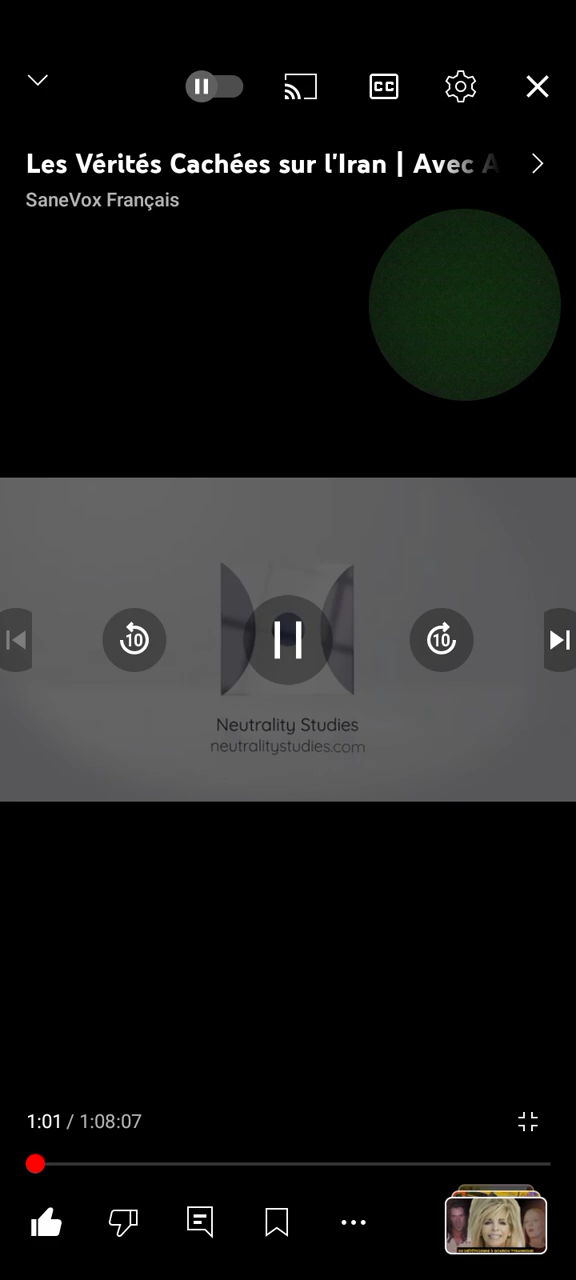 Les Vérités Cachées sur l'Iran | Avec A
SaneVox Français
10
10
Neutrality Studies
neutralitystudies.com
1:01 / 1:08:07